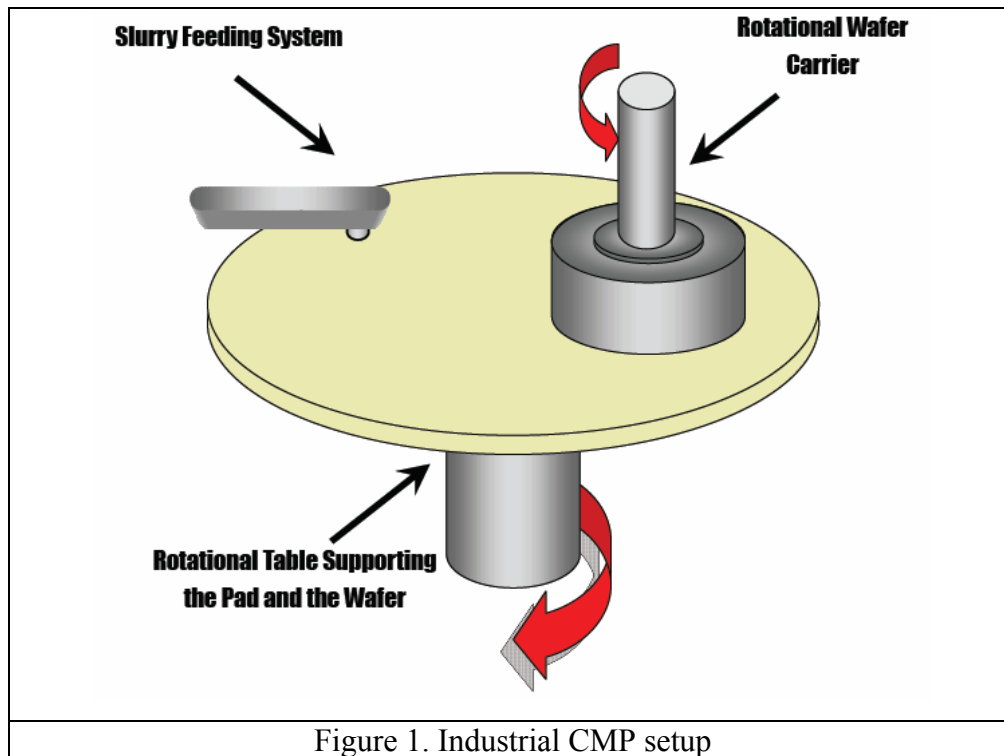 Slurry Feeding System
Rotational Wafer
Carrier
Rotational Table Supporting
the Pad and the Wafer
Figure 1. Industrial CMP setup